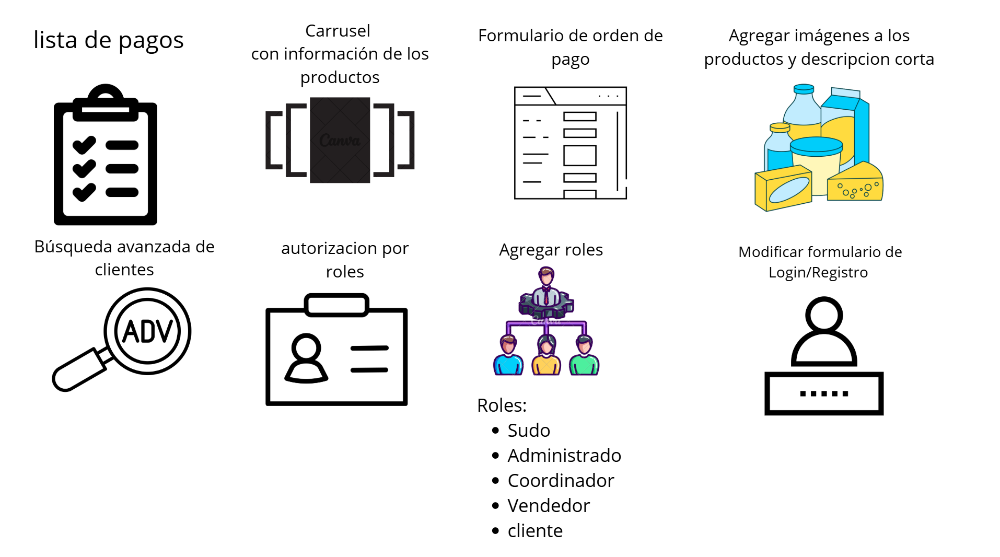 lista de pagos
Carrusel
con información de los
productos
Canva
Formulario de orden de
pago
Agregar imágenes a los
productos y descripcion corta
Búsqueda avanzada de
clientes
ADV
autorizacion por
roles
Agregar roles
Roles:
• Sudo
• Administrado
• Coordinador
• Vendedor
• cliente
Modificar formulario de
Login/Registro